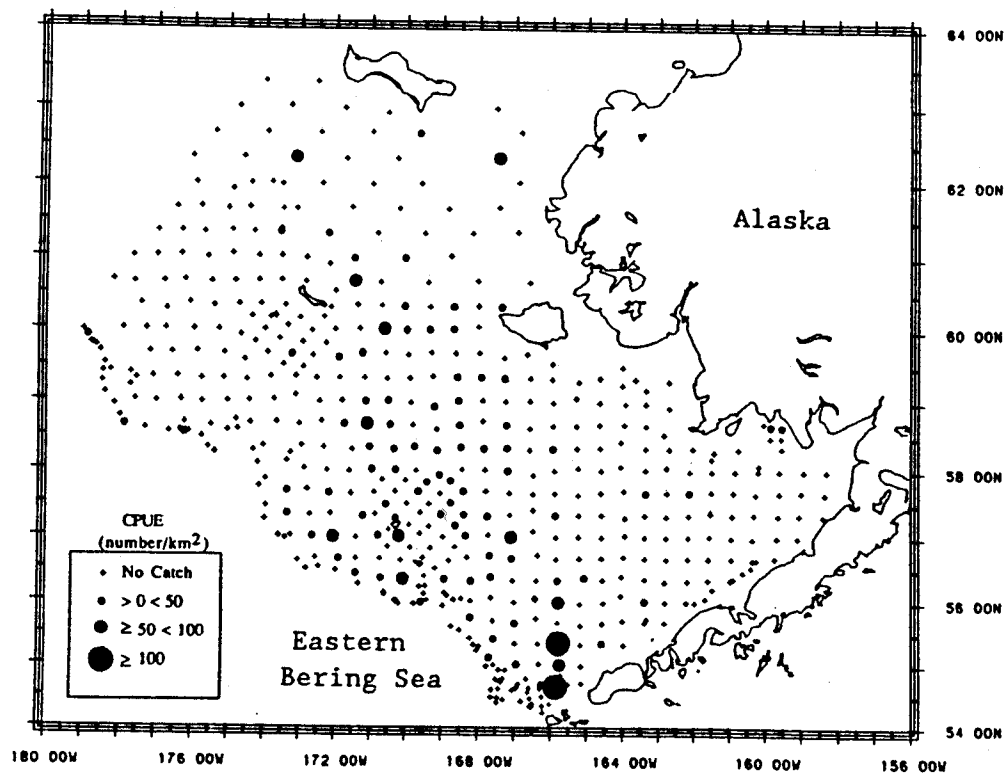 64 00N
62 00N
Alaska
60 00N
58 00N
CPUE
(number/km²)
No Catch
> 0 < 50
≥ 50 < 100
≥ 100
56 00N
Eastern
Bering Sea
54 00N
180 00W
176 00W
172 00W
168 00W
164 00W
160 00W
156 00W